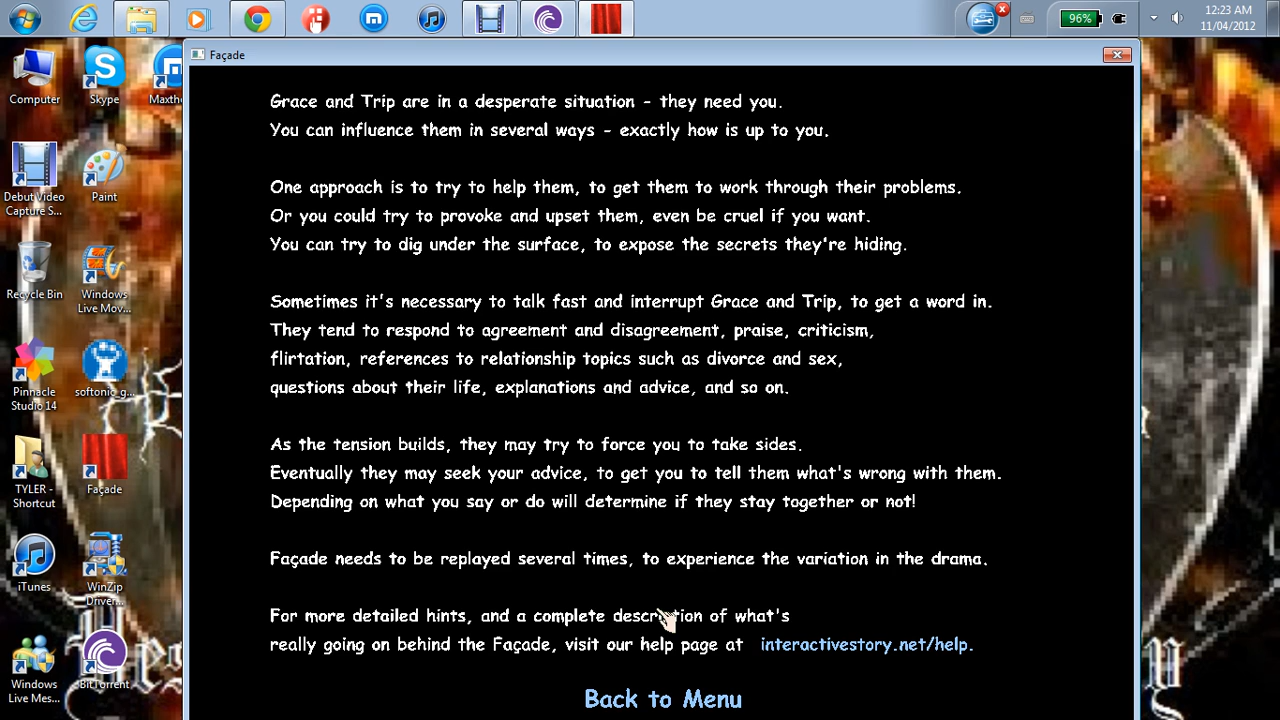 96%
12:23 AM
11/04/2012
Façade
Computer
Skype
Maxtho...
Debut Video
Capture S...
Paint
Recycle Bin
Windows
Live Mov...
Pinnacle
Studio 14
softonic_g...
TYLER -
Shortcut
Façade
iTunes
WinZip
Driver...
Windows
Live Mes...
BitTorrent
Grace and Trip are in a desperate situation - they need you.
You can influence them in several ways - exactly how is up to you.
One approach is to try to help them, to get them to work through their problems.
Or you could try to provoke and upset them, even be cruel if you want.
You can try to dig under the surface, to expose the secrets they're hiding.
Sometimes it's necessary to talk fast and interrupt Grace and Trip, to get a word in.
They tend to respond to agreement and disagreement, praise, criticism,
flirtation, references to relationship topics such as divorce and sex,
questions about their life, explanations and advice, and so on.
As the tension builds, they may try to force you to take sides.
Eventually they may seek your advice, to get you to tell them what's wrong with them.
Depending on what you say or do will determine if they stay together or not!
Façade needs to be replayed several times, to experience the variation in the drama.
For more detailed hints, and a complete description of what's
really going on behind the Façade, visit our help page at interactivestory.net/help.
Back to Menu